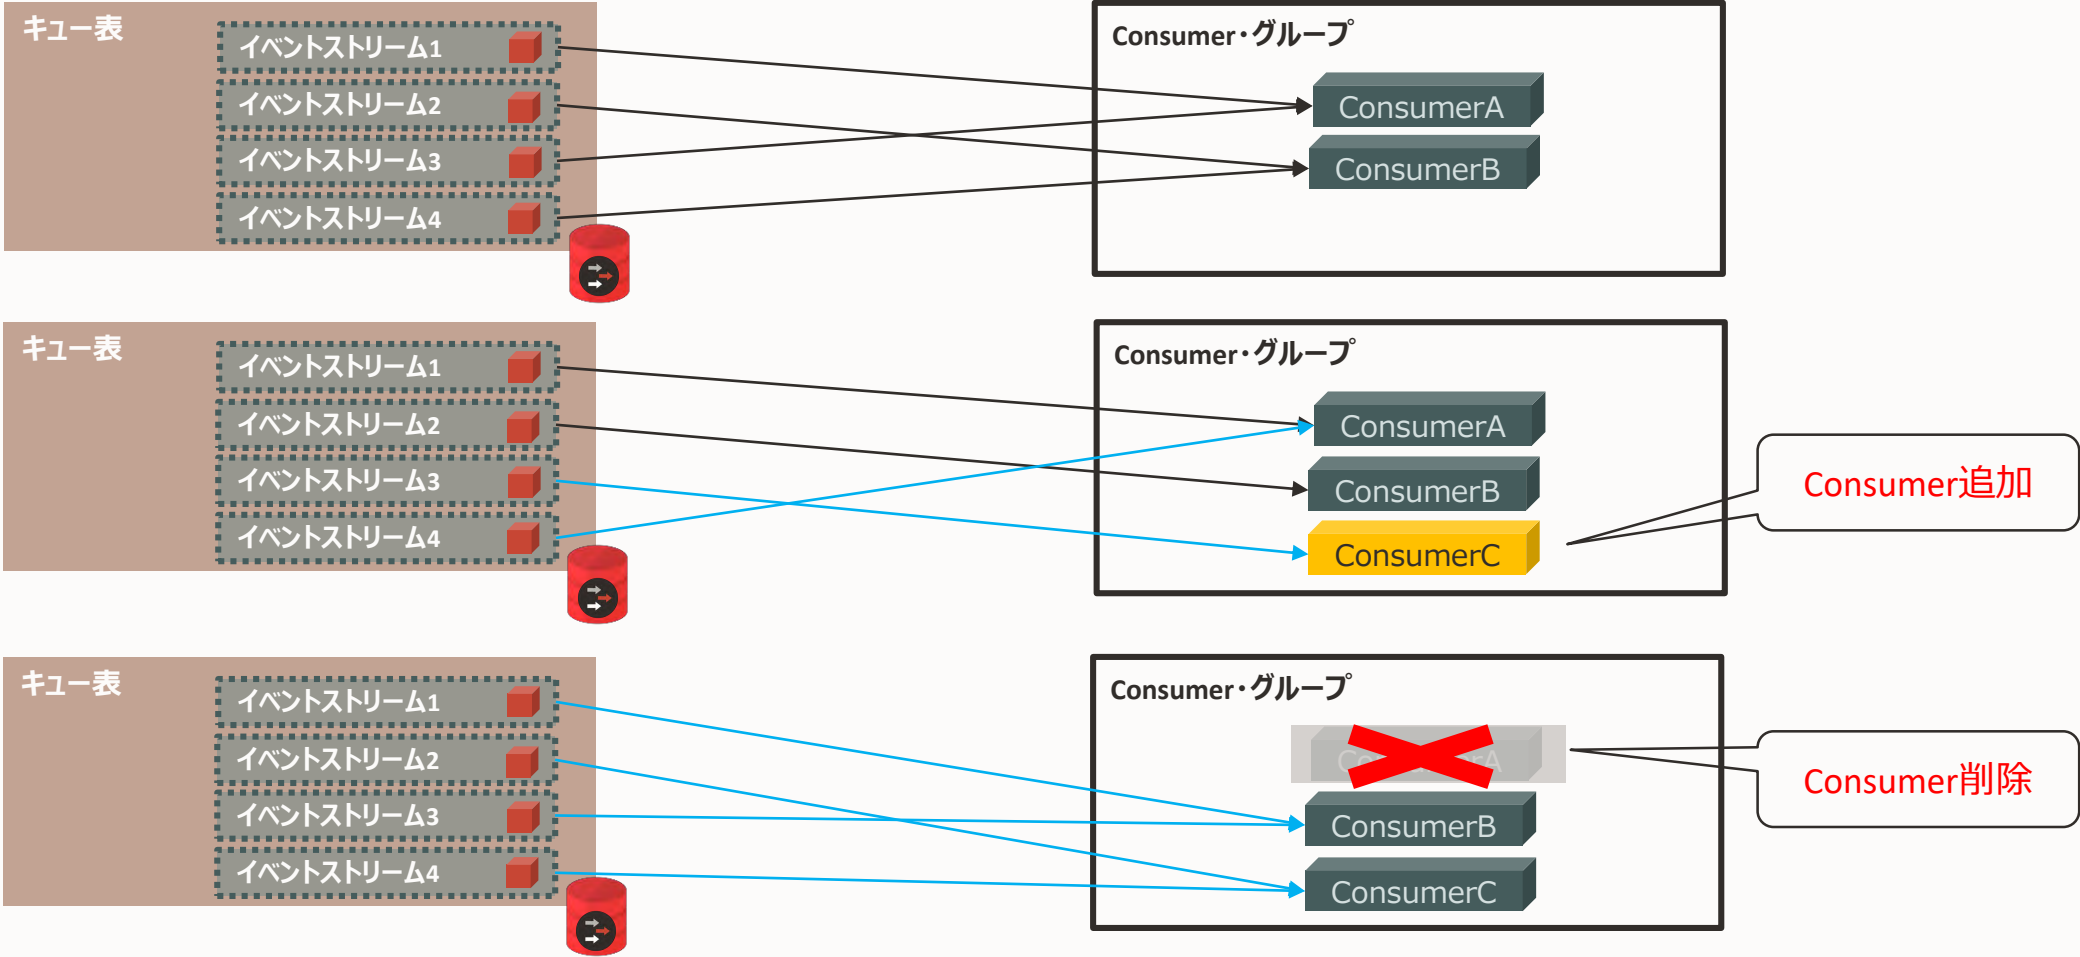 キュー表
イベントストリーム1
イベントストリーム2
イベントストリーム3
イベントストリーム4
Consumer・グループ
ConsumerA
ConsumerB
キュー表
イベントストリーム1
イベントストリーム2
イベントストリーム3
イベントストリーム4
Consumer・グループ
ConsumerA
ConsumerB
ConsumerC
Consumer追加
キュー表
イベントストリーム1
イベントストリーム2
イベントストリーム3
イベントストリーム4
Consumer・グループ
ConsumerA
ConsumerB
ConsumerC
Consumer削除